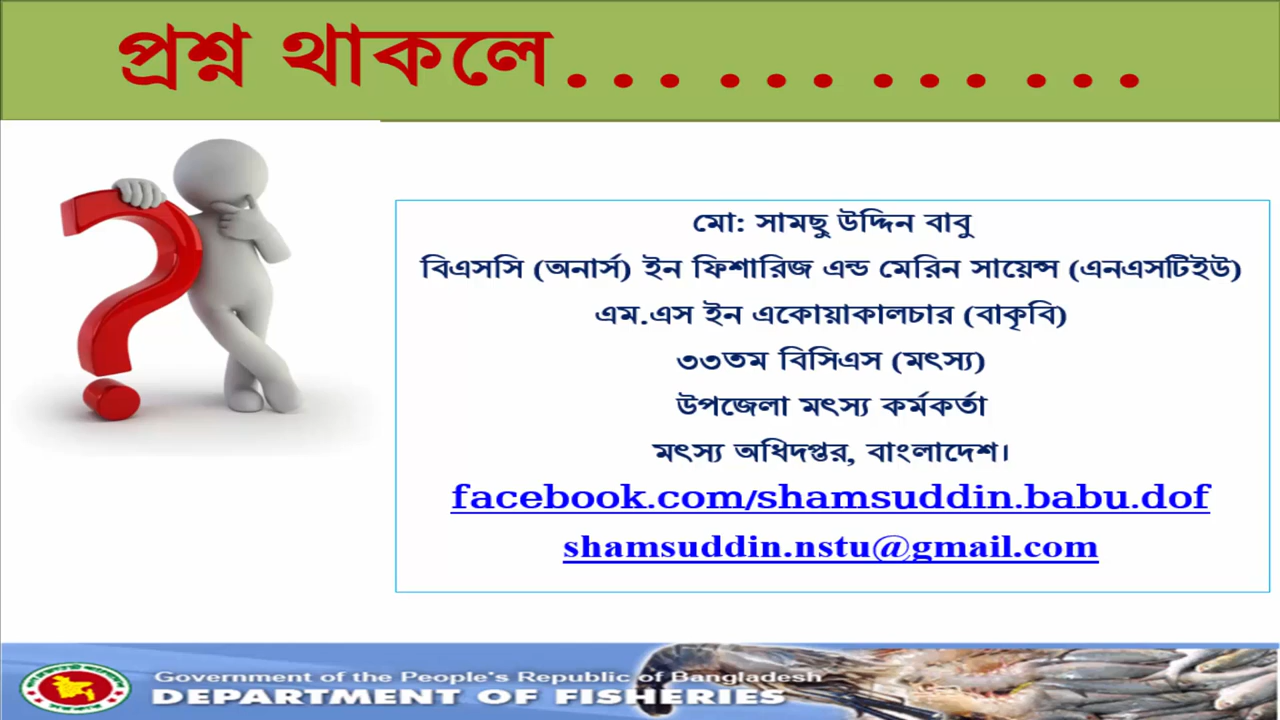 প্রশ্ন থাকলে... ... ... ...
মো: সামছু উদ্দিন বাবু
বিএসসি (অনার্স) ইন ফিশারিজ এন্ড মেরিন সায়েন্স (এনএসটিইউ)
এম.এস ইন একোয়াকালচার (বাকৃবি)
৩৩তম বিসিএস (মৎস্য)
উপজেলা মৎস্য কর্মকর্তা
মৎস্য অধিদপ্তর, বাংলাদেশ।
facebook.com/shamsuddin.babu.dof
shamsuddin.nstu@gmail.com
Government of the People's Republic of Bangladesh
DEPARTMENT OF FISHERIES